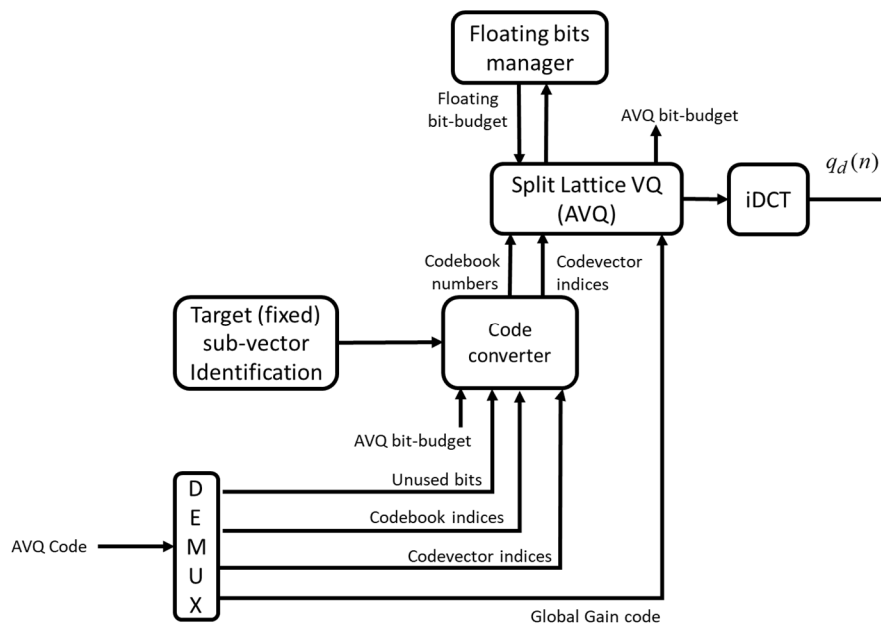 Floating bits
manager
Floating
bit-budget
AVQ bit-budget
q_d(n)
Split Lattice VQ
(AVQ)
iDCT
Codebook
numbers
Codevector
indices
Target (fixed)
sub-vector
Identification
Code
converter
AVQ bit-budget
Unused bits
Codebook indices
Codevector indices
Global Gain code
AVQ Code
D
E
M
U
X